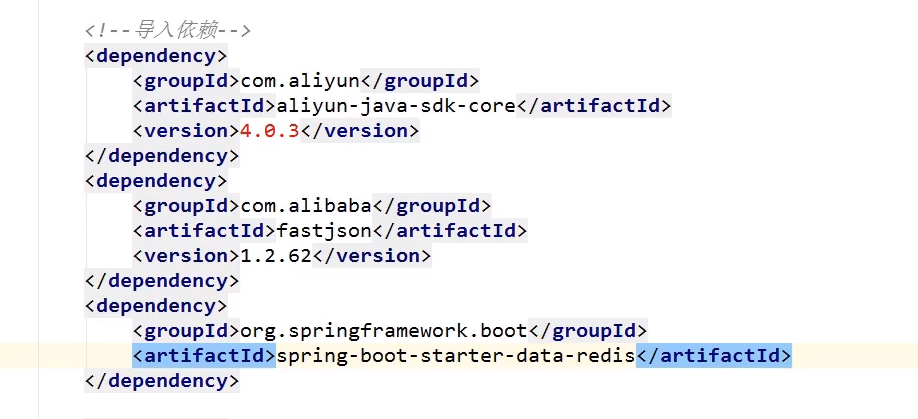 <!--导入依赖-->
<dependency>
<groupId>com.aliyun</groupId>
<artifactId>aliyun-java-sdk-core</artifactId>
<version>4.0.3</version>
</dependency>
<dependency>
<groupId>com.alibaba</groupId>
<artifactId>fastjson</artifactId>
<version>1.2.62</version>
</dependency>
<dependency>
<groupId>org.springframework.boot</groupId>
<artifactId>spring-boot-starter-data-redis</artifactId>
</dependency>